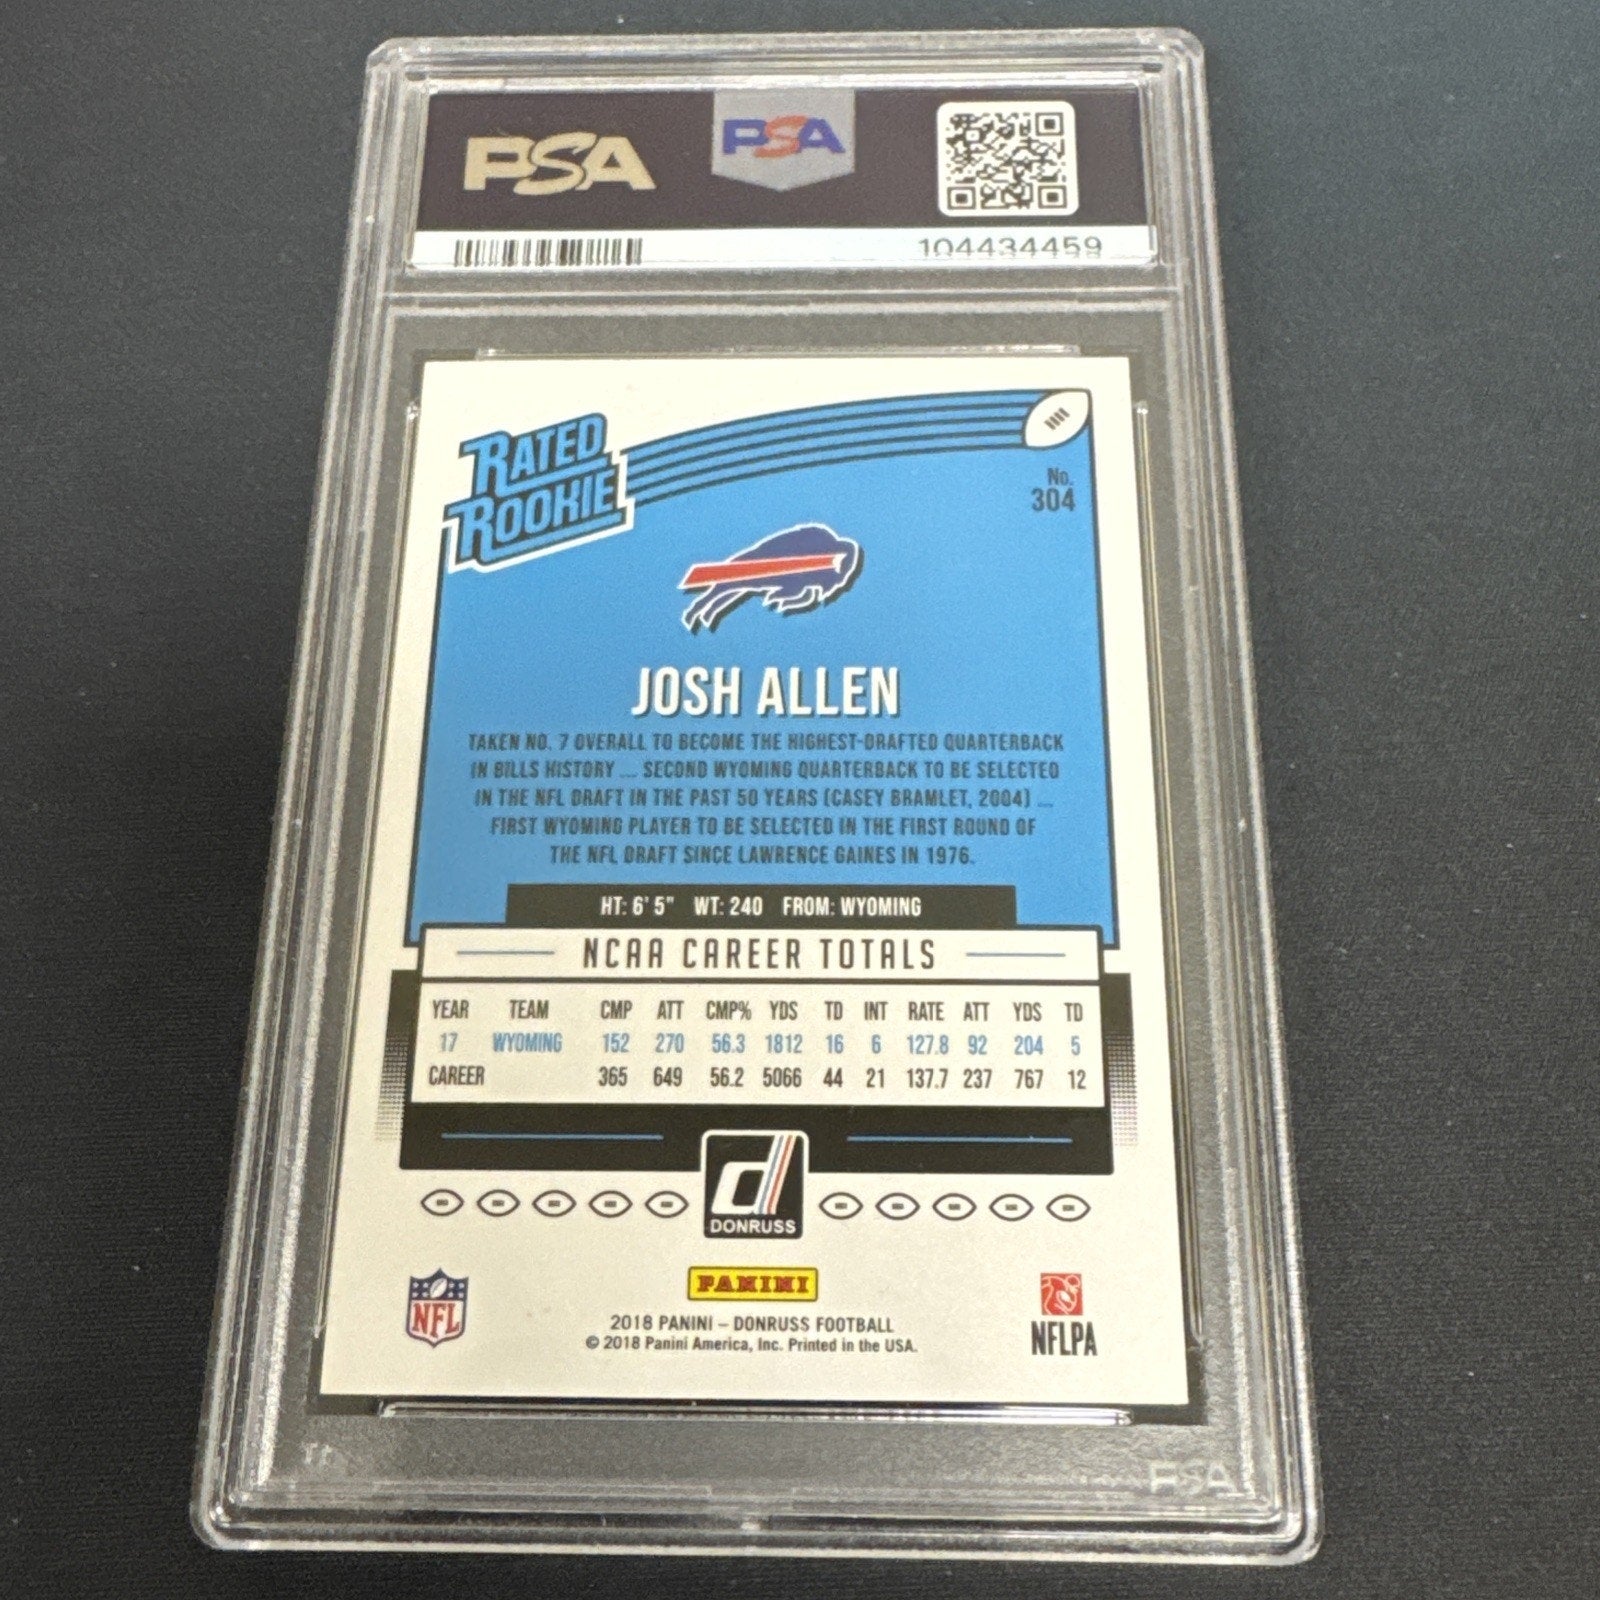 PSA
PSA
104434459
RATED
ROOKIE
No.
304
JOSH ALLEN
TAKEN NO. 7 OVERALL TO BECOME THE HIGHEST-DRAFTED QUARTERBACK
IN BILLS HISTORY ... SECOND WYOMING QUARTERBACK TO BE SELECTED
IN THE NFL DRAFT IN THE PAST 50 YEARS (CASEY BRAMLET, 2004) ...
FIRST WYOMING PLAYER TO BE SELECTED IN THE FIRST ROUND OF
THE NFL DRAFT SINCE LAWRENCE GAINES IN 1976.
HT: 6' 5" WT: 240 FROM: WYOMING
NCAA CAREER TOTALS
YEAR TEAM CMP ATT CMP% YDS TD INT RATE ATT YDS TD
17 WYOMING 152 270 56.3 1812 16 6 127.8 92 204 5
CAREER 365 649 56.2 5066 44 21 137.7 237 767 12
d
DONRUSS
NFL
PANINI
2018 PANINI – DONRUSS FOOTBALL
© 2018 Panini America, Inc. Printed in the USA.
NFLPA
PSA